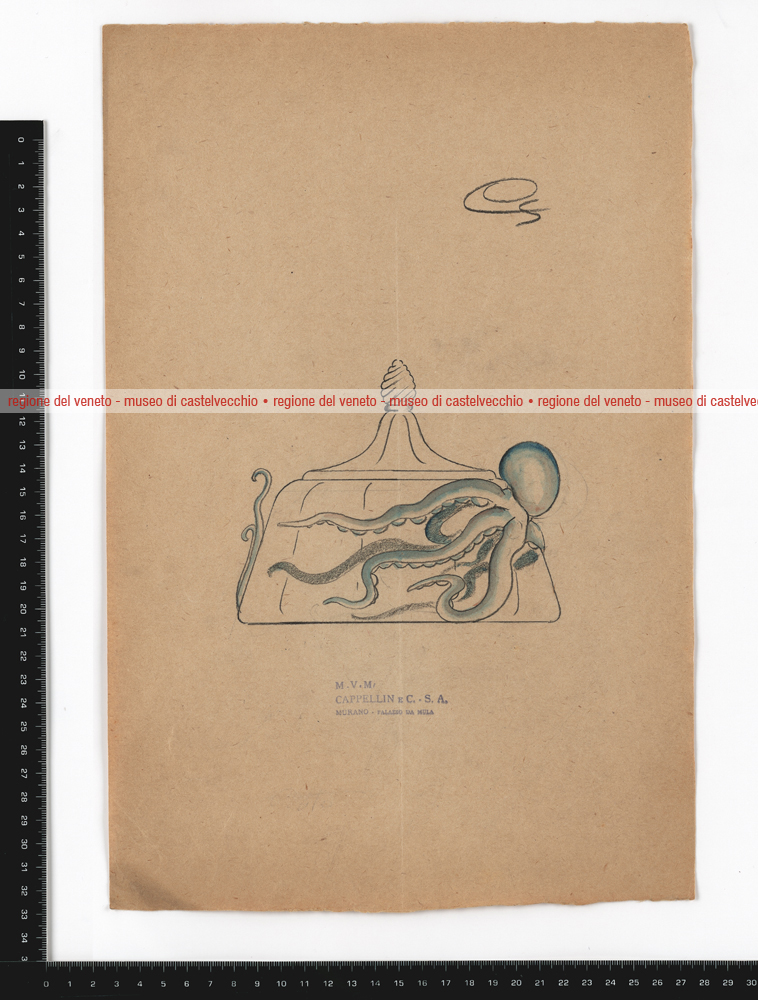 regione del veneto - museo di castelvecchio • regione del veneto - museo di castelvecchio • regione del veneto - museo di castelve
M.V.M.
CAPPELLIN E C. - S. A.
MURANO - PALAZZO DA MULA
0 1 2 3 4 5 6 7 8 9 10 12 13 14 15 16 17 18 19 20 21 22 23 24 25 26 27 28 29 30 31 32 33 34 3
0 1 2 3 4 5 6 7 8 9 10 11 12 13 14 15 16 17 18 19 20 21 22 23 24 25 26 27 28 29 30